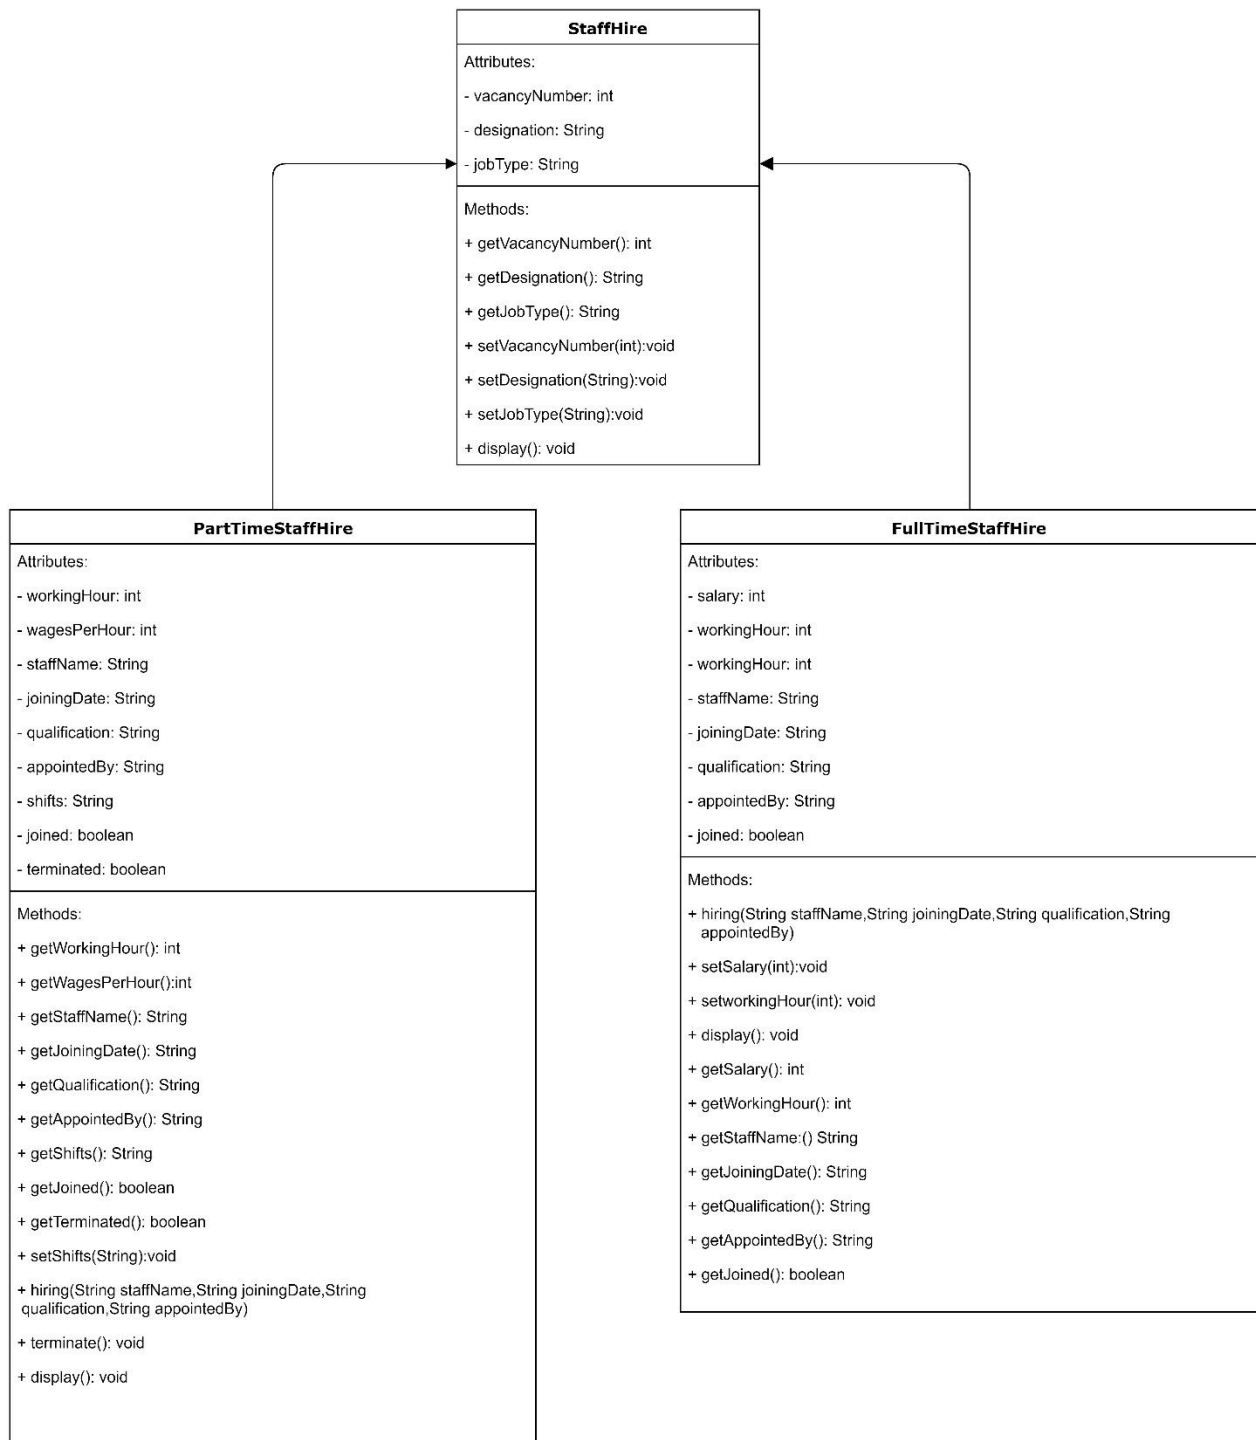 StaffHire
Attributes:
- vacancyNumber: int
- designation: String
- jobType: String
Methods:
+ getVacancyNumber(): int
+ getDesignation(): String
+ getJobType(): String
+ setVacancyNumber(int):void
+ setDesignation(String):void
+ setJobType(String):void
+ display(): void
PartTimeStaffHire
Attributes:
- workingHour: int
- wagesPerHour: int
- staffName: String
- joiningDate: String
- qualification: String
- appointedBy: String
- shifts: String
- joined: boolean
- terminated: boolean
Methods:
+ getWorkingHour(): int
+ getWagesPerHour():int
+ getStaffName(): String
+ getJoiningDate(): String
+ getQualification(): String
+ getAppointedBy(): String
+ getShifts(): String
+ getJoined(): boolean
+ getTerminated(): boolean
+ setShifts(String):void
+ hiring(String staffName,String joiningDate,String
qualification,String appointedBy)
+ terminate(): void
+ display(): void
FullTimeStaffHire
Attributes:
- salary: int
- workingHour: int
- workingHour: int
- staffName: String
- joiningDate: String
- qualification: String
- appointedBy: String
- joined: boolean
Methods:
+ hiring(String staffName,String joiningDate,String qualification,String
appointedBy)
+ setSalary(int):void
+ setworkingHour(int): void
+ display(): void
+ getSalary(): int
+ getWorkingHour(): int
+ getStaffName:() String
+ getJoiningDate(): String
+ getQualification(): String
+ getAppointedBy(): String
+ getJoined(): boolean